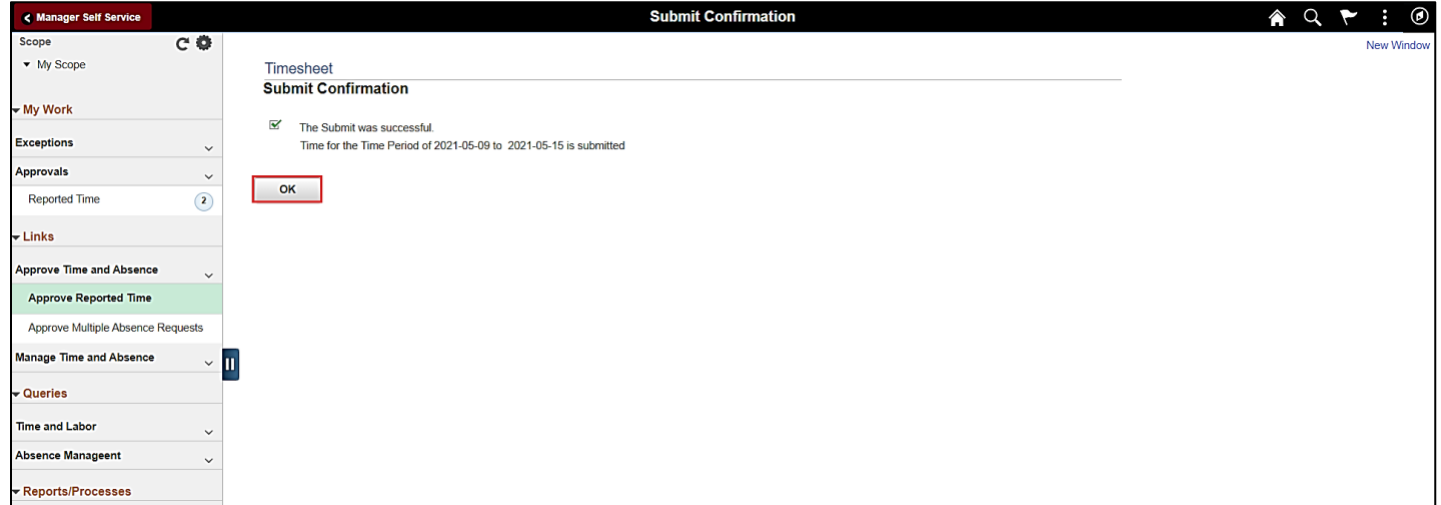 Manager Self Service
Submit Confirmation
New Window
Scope
My Scope
My Work
Exceptions
Approvals
Reported Time
2
Links
Approve Time and Absence
Approve Reported Time
Approve Multiple Absence Requests
Manage Time and Absence
Queries
Time and Labor
Absence Manageent
Reports/Processes
Timesheet
Submit Confirmation
The Submit was successful.
Time for the Time Period of 2021-05-09 to 2021-05-15 is submitted
OK